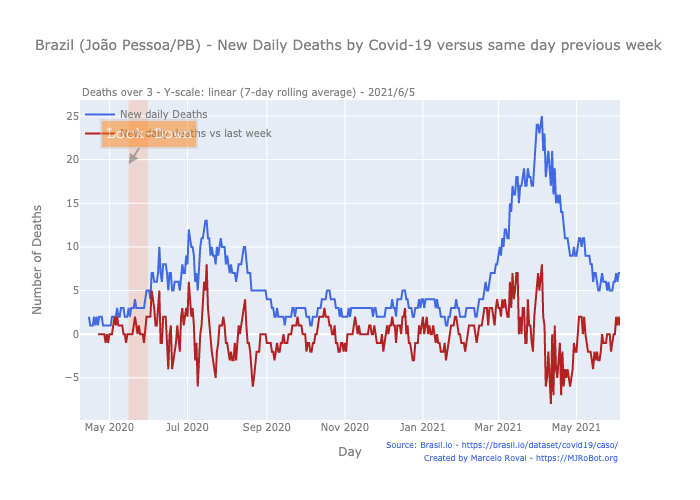 Brazil (João Pessoa/PB) - New Daily Deaths by Covid-19 versus same day previous week
Deaths over 3 - Y-scale: linear (7-day rolling average) - 2021/6/5
New daily Deaths
Lock Down
New daily Deaths vs last week
Number of Deaths
25
20
15
10
5
0
−5
May 2020
Jul 2020
Sep 2020
Nov 2020
Jan 2021
Mar 2021
May 2021
Day
Source: Brasil.io - https://brasil.io/dataset/covid19/caso/
Created by Marcelo Rovai - https://MJRoBot.org